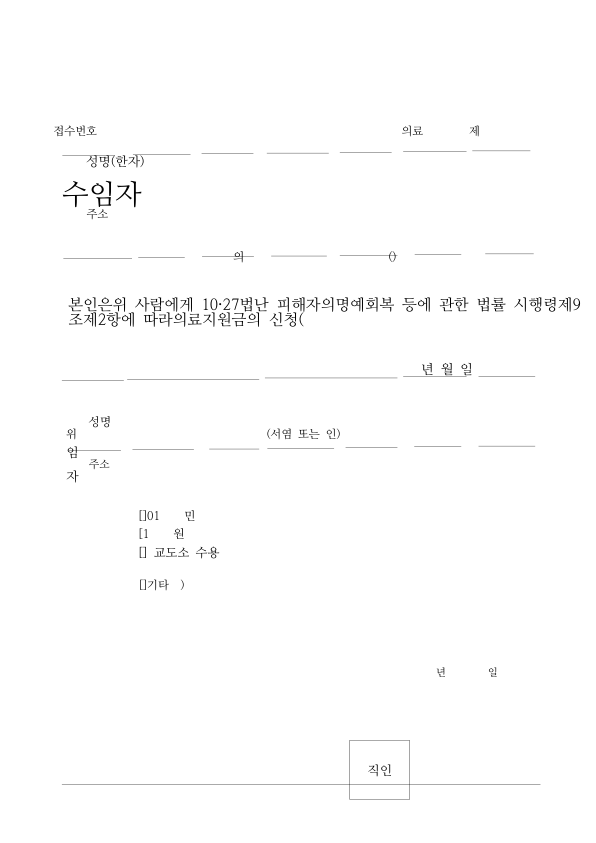 접수번호 의료 제
성명(한자)
수임자
주소
의 ()
본인은위 사람에게 10·27법난 피해자의명예회복 등에 관한 법률 시행령제9
조제2항에 따라의료지원금의 신청(
년 월 일
성명
위 (서염 또는 인)
임
주소
자
[]01 민
[1 원
[] 교도소 수용
[]기타 )
년 일
직인